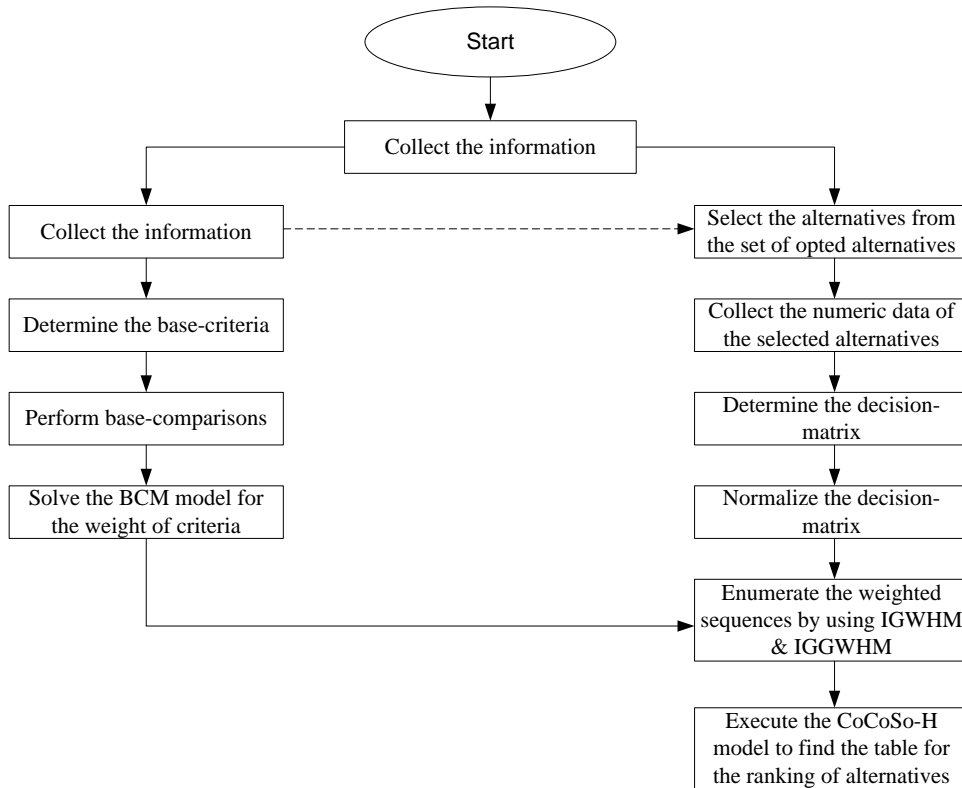 Start
Collect the information
Collect the information
Determine the base-criteria
Perform base-comparisons
Solve the BCM model for
the weight of criteria
Select the alternatives from
the set of opted alternatives
Collect the numeric data of
the selected alternatives
Determine the decision-
matrix
Normalize the decision-
matrix
Enumerate the weighted
sequences by using IGWHM
& IGGWHM
Execute the CoCoSo-H
model to find the table for
the ranking of alternatives